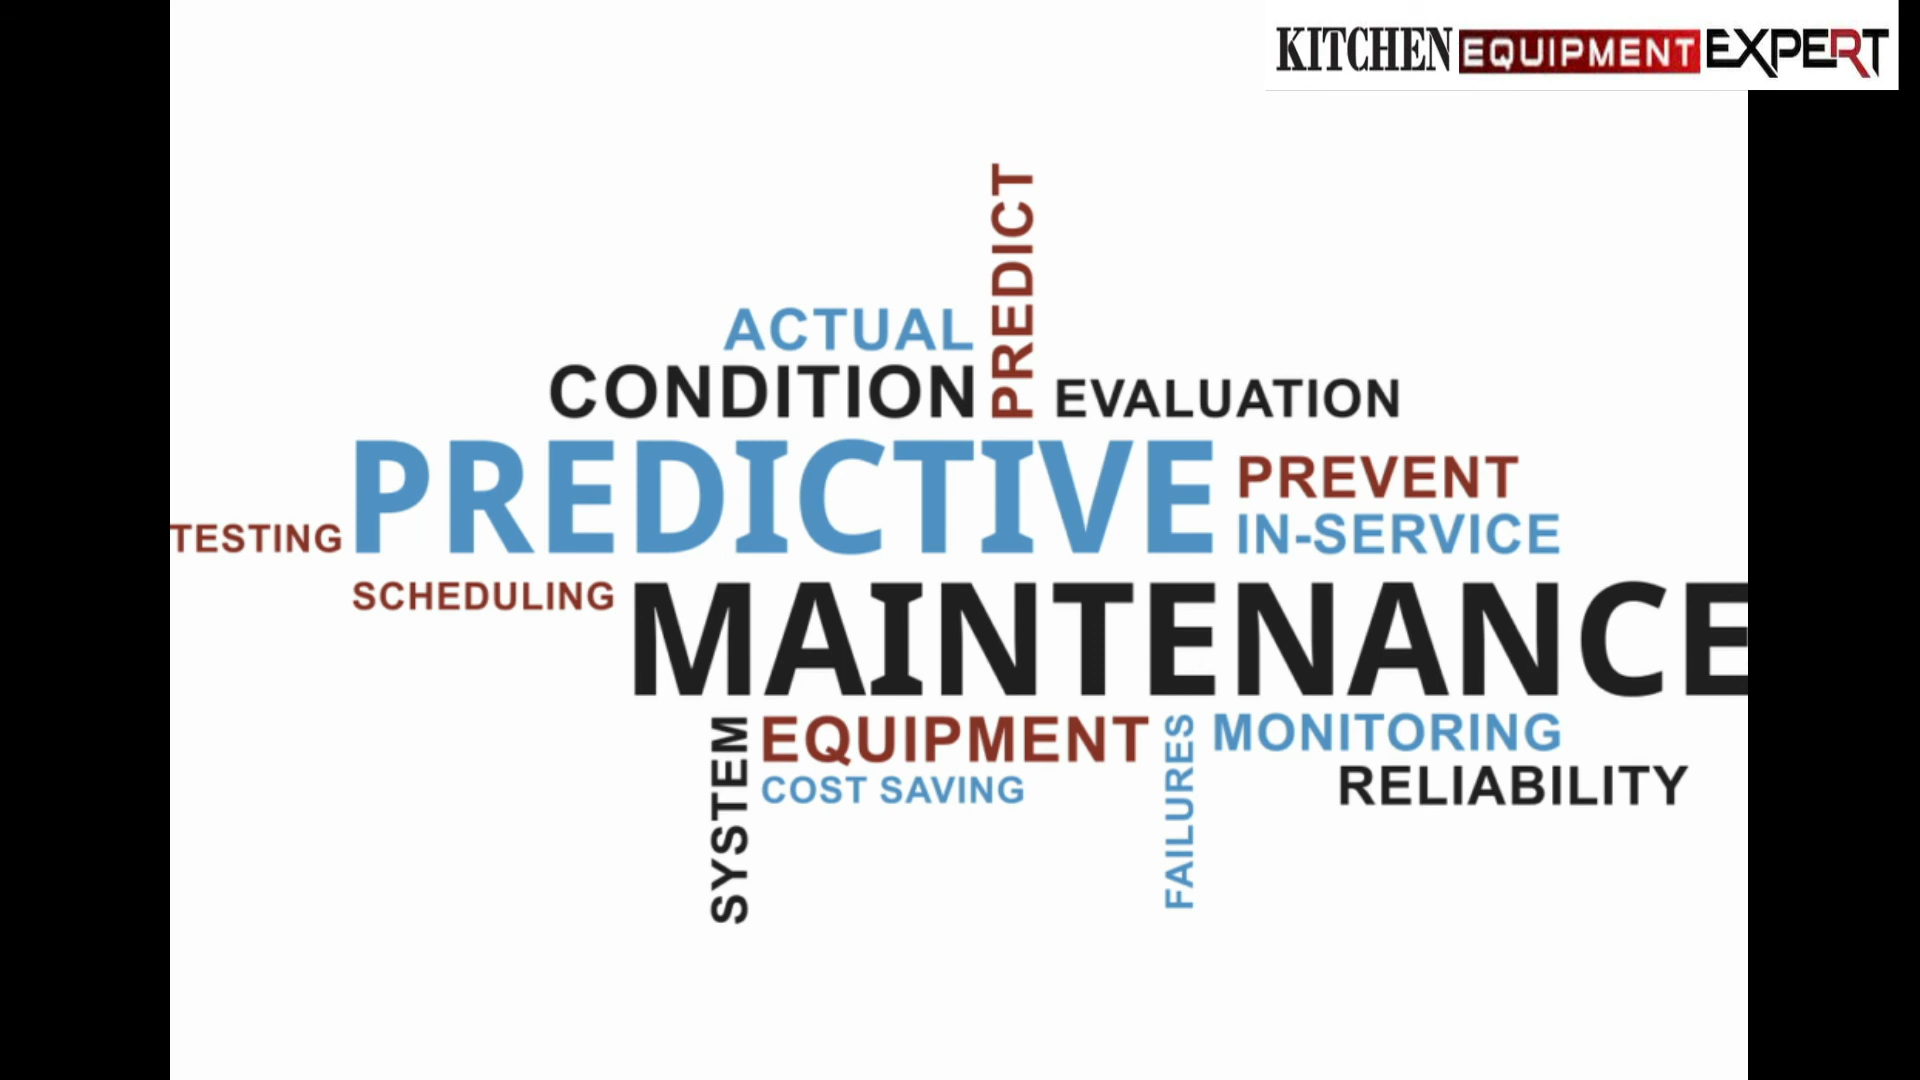 KITCHEN EQUIPMENT EXPERT
PREDICT
ACTUAL
CONDITION
EVALUATION
PREDICTIVE
PREVENT
IN-SERVICE
TESTING
SCHEDULING
MAINTENANCE
SYSTEM
EQUIPMENT
COST SAVING
FAILURES
MONITORING
RELIABILITY